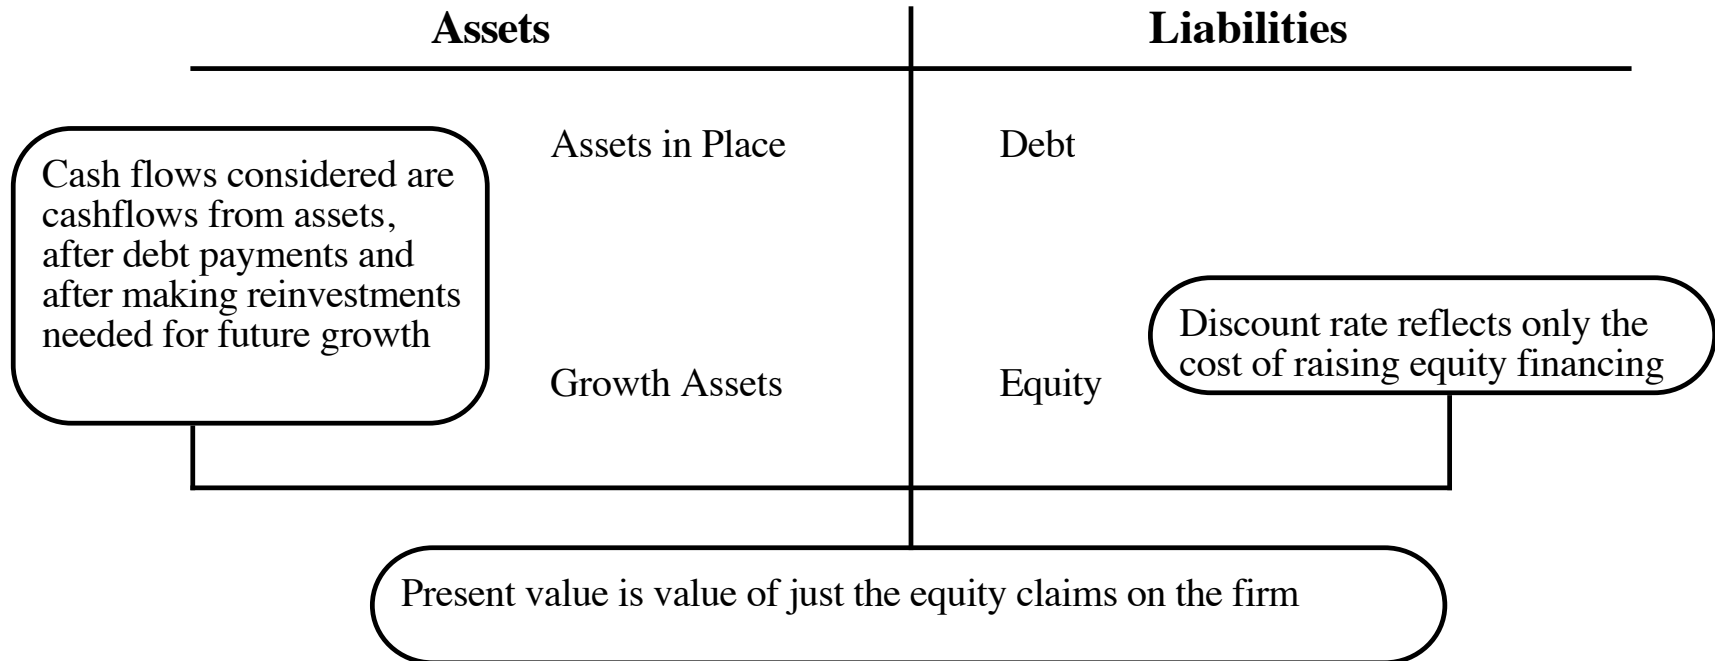 Assets
Liabilities
Cash flows considered are
cashflows from assets,
after debt payments and
after making reinvestments
needed for future growth
Assets in Place
Debt
Growth Assets
Equity
Discount rate reflects only the
cost of raising equity financing
Present value is value of just the equity claims on the firm